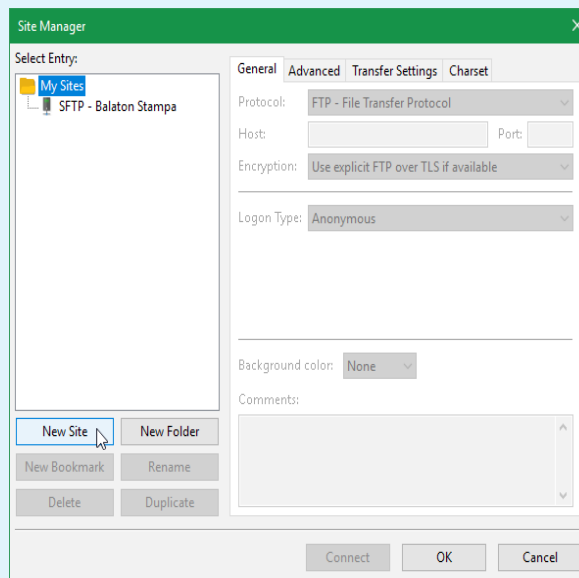 Site Manager
Select Entry:
My Sites
SFTP - Balaton Stampa
New Site
New Folder
New Bookmark
Rename
Delete
Duplicate
General
Advanced
Transfer Settings
Charset
Protocol:
FTP - File Transfer Protocol
Host:
Port:
Encryption:
Use explicit FTP over TLS if available
Logon Type:
Anonymous
Background color:
None
Comments:
Connect
OK
Cancel